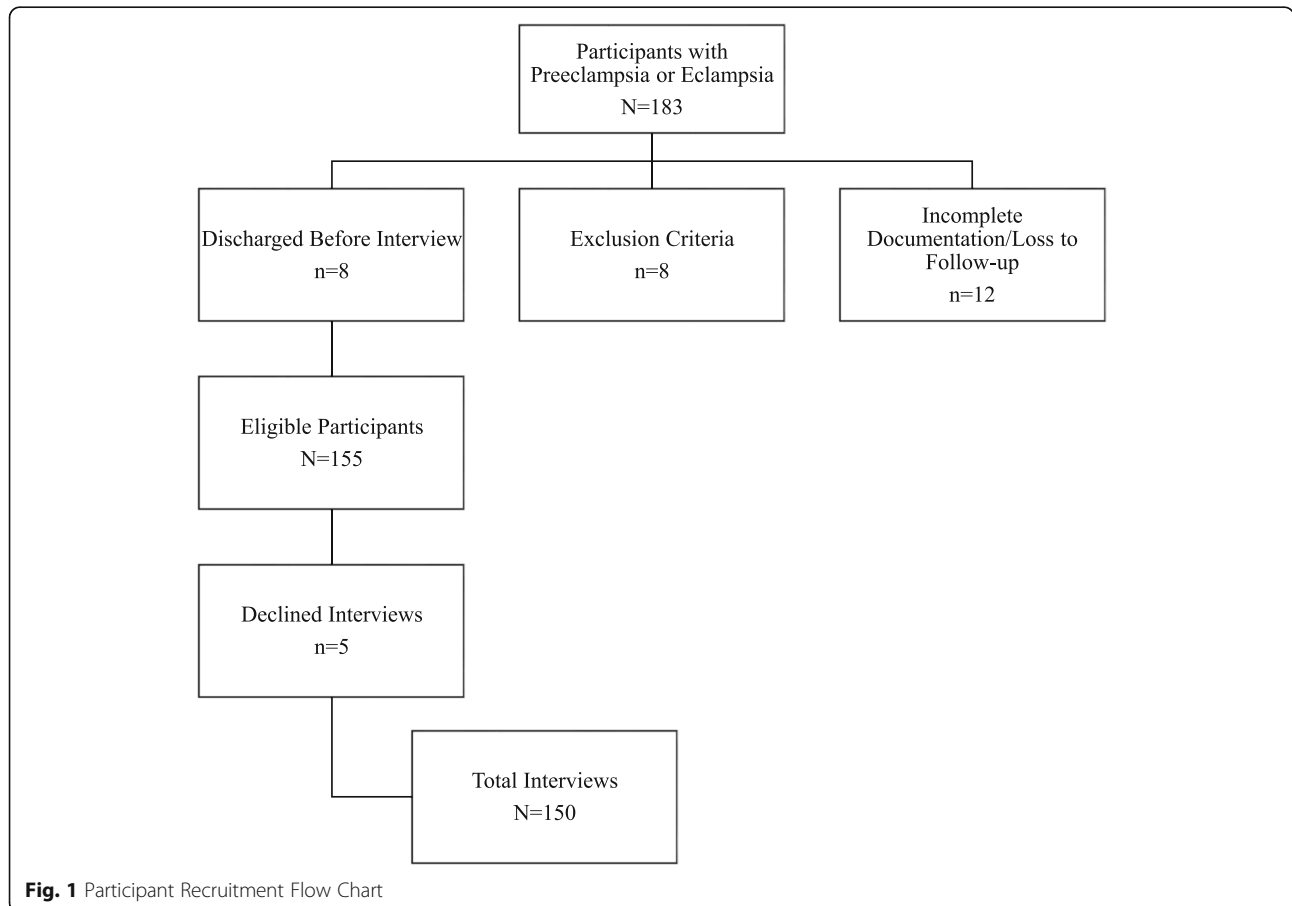 Participants with
Preeclampsia or Eclampsia
N=183
Discharged Before Interview
n=8
Exclusion Criteria
n=8
Incomplete
Documentation/Loss to
Follow-up
n=12
Eligible Participants
N=155
Declined Interviews
n=5
Total Interviews
N=150
Fig. 1 Participant Recruitment Flow Chart